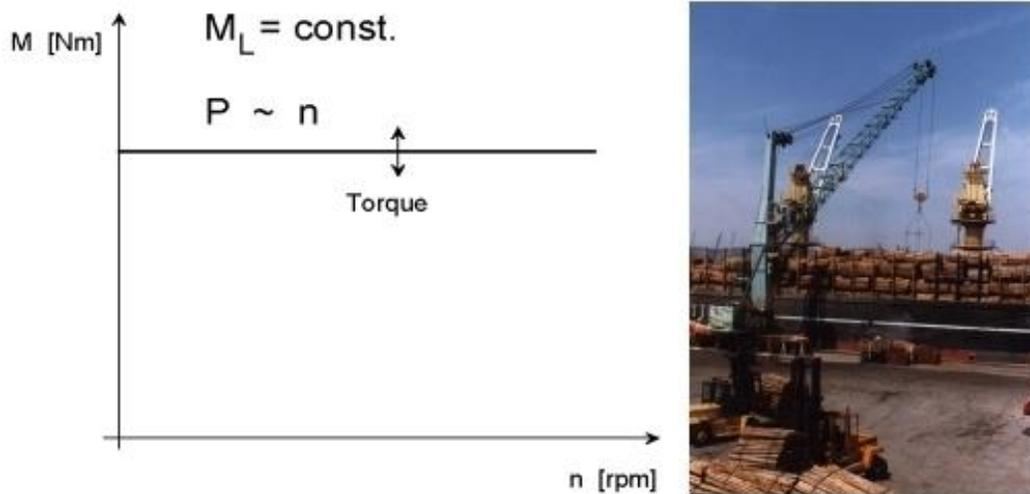 M [Nm]
M_L = const.
P ~ n
Torque
n [rpm]